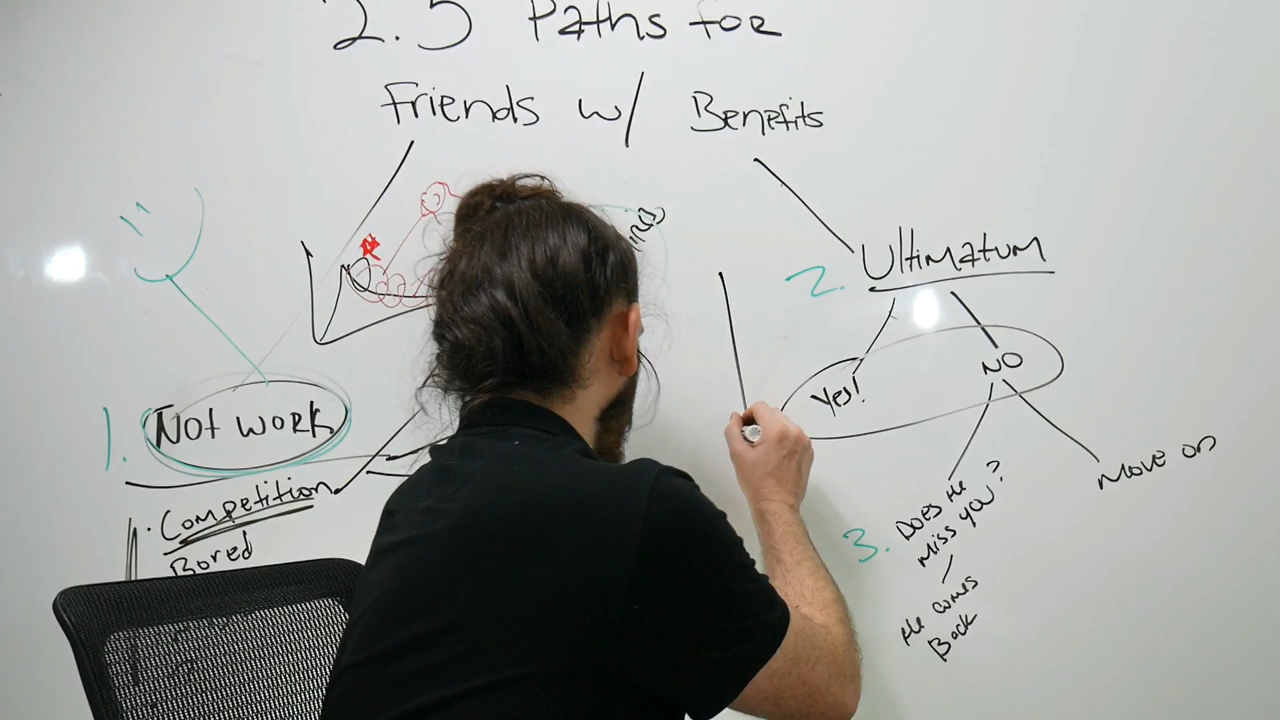 2.5 Paths for
Friends w/ Benefits
2. Ultimatum
Yes!
NO
1. Not work
Move on
· Competition
Bored
3. Does He
miss you?
He comes
Back